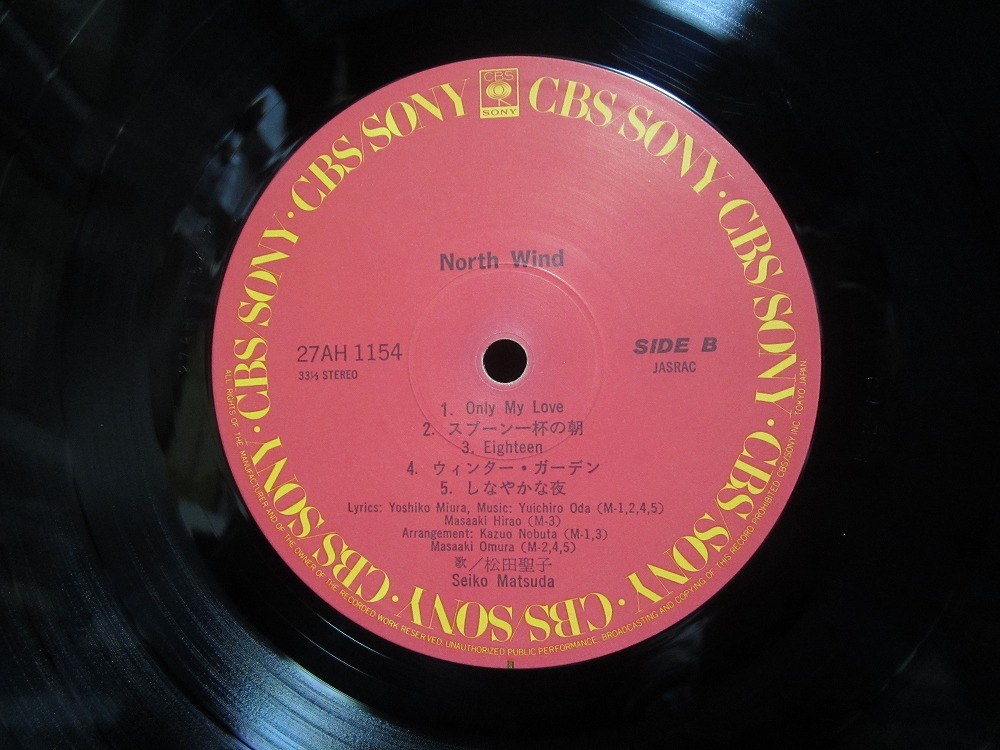 CBS
SONY
CBS/SONY · CBS/SONY · CBS/SONY · CBS/SONY · CBS/SONY · CBS/SONY · CBS/SONY · CBS/SONY
North Wind
27AH 1154
33⅓ STEREO
SIDE B
JASRAC
1. Only My Love
2. スプーン一杯の朝
3. Eighteen
4. ウィンター・ガーデン
5. しなやかな夜
Lyrics: Yoshiko Miura, Music: Yuichiro Oda (M-1,2,4,5)
Masaaki Hirao (M-3)
Arrangement: Kazuo Nobuta (M-1,3)
Masaaki Omura (M-2,4,5)
歌／松田聖子
Seiko Matsuda
ALL RIGHTS OF THE MANUFACTURER AND OF THE OWNER OF THE RECORDED WORK RESERVED. UNAUTHORIZED PUBLIC PERFORMANCE, BROADCASTING AND COPYING OF THIS RECORD PROHIBITED. CBS/SONY INC. TOKYO JAPAN